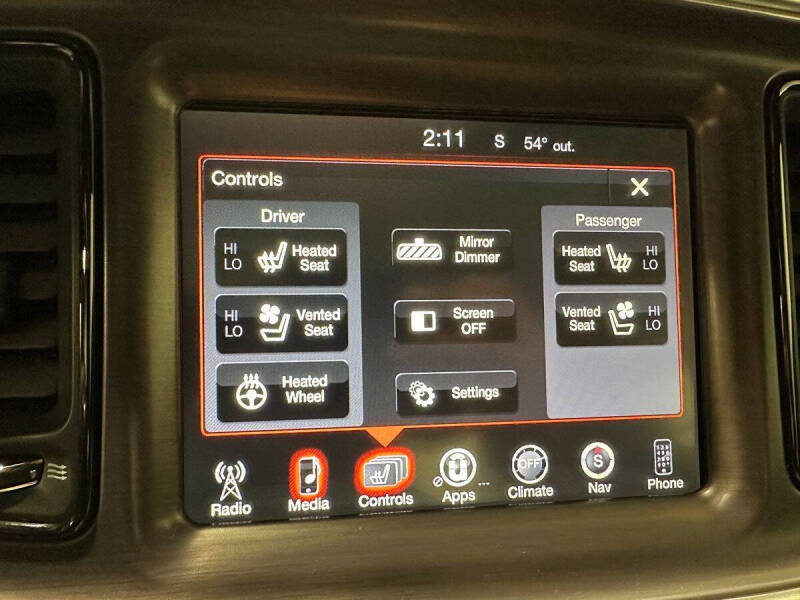 2:11 S 54° out.
Controls X
Driver
HI
LO
Heated
Seat
HI
LO
Vented
Seat
Heated
Wheel
Mirror
Dimmer
Screen
OFF
Settings
Passenger
Heated
Seat
HI
LO
Vented
Seat
HI
LO
Radio
Media
Controls
Apps
OFF
Climate
S
Nav
Phone